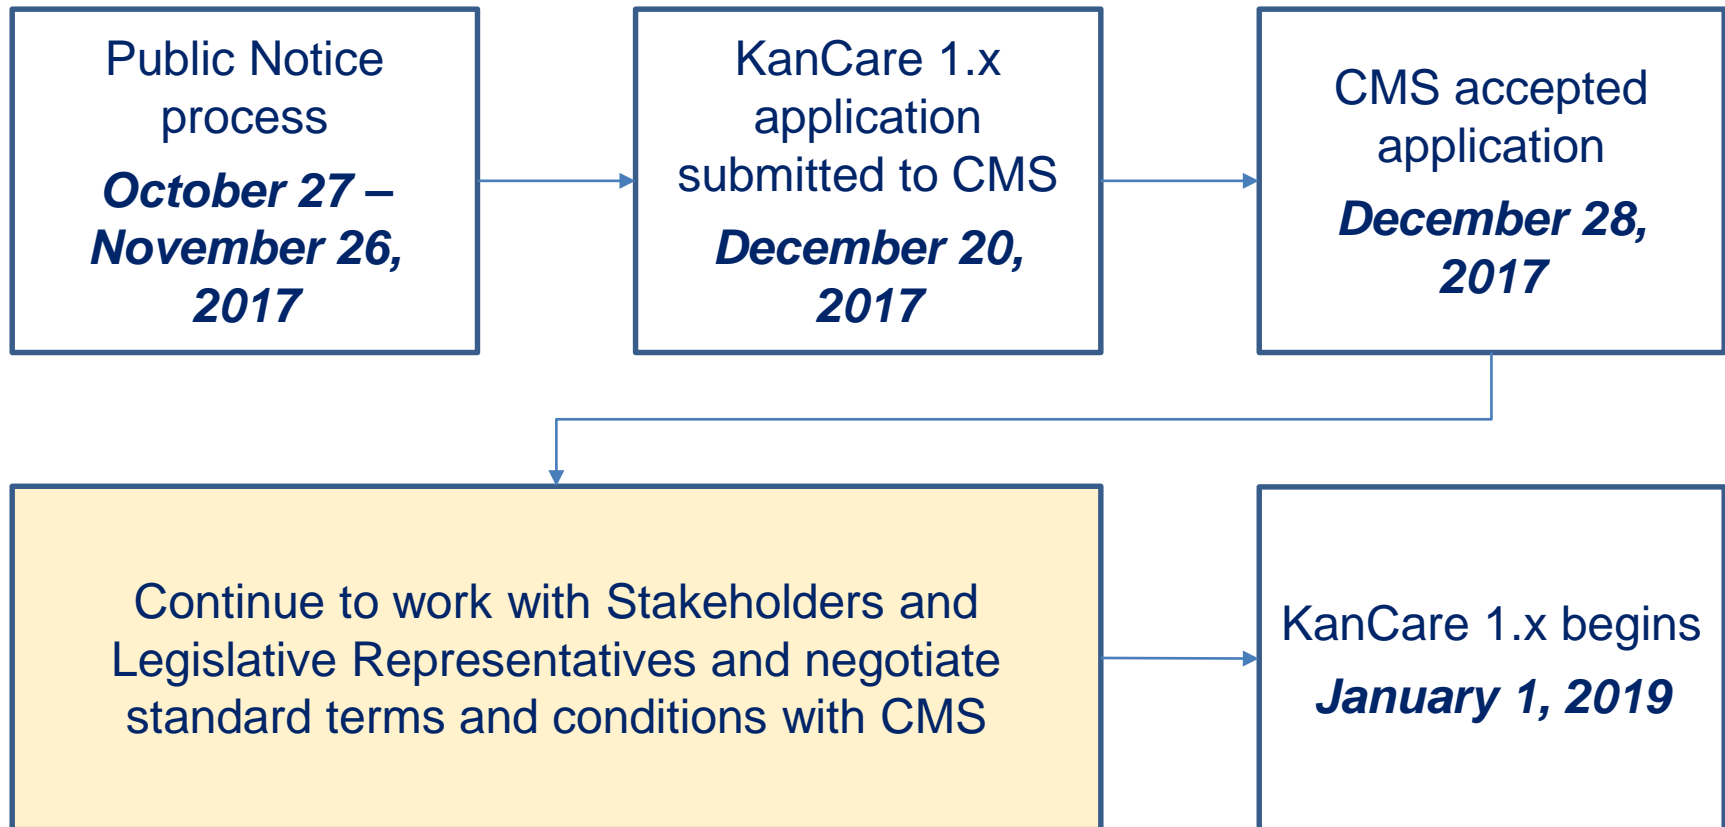 Public Notice
process
October 27 –
November 26,
2017
KanCare 1.x
application
submitted to CMS
December 20,
2017
CMS accepted
application
December 28,
2017
Continue to work with Stakeholders and
Legislative Representatives and negotiate
standard terms and conditions with CMS
KanCare 1.x begins
January 1, 2019